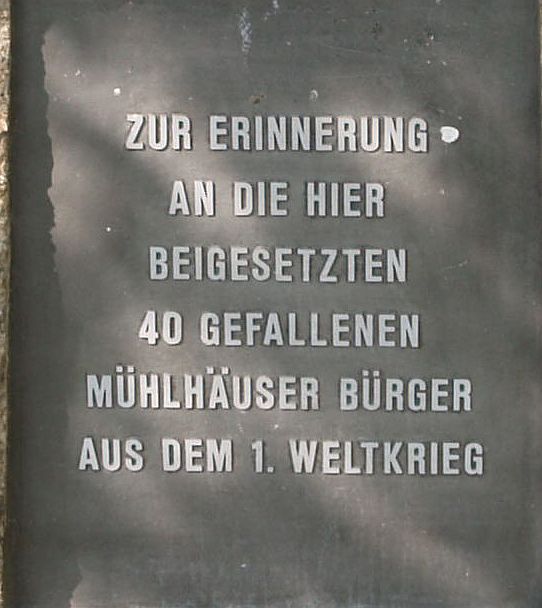 ZUR ERINNERUNG
AN DIE HIER
BEIGESETZTEN
40 GEFALLENEN
MÜHLHÄUSER BÜRGER
AUS DEM 1. WELTKRIEG